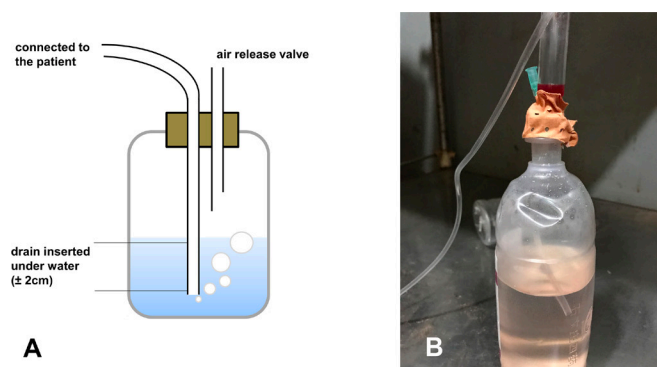 connected to
the patient
air release valve
drain inserted
under water
(± 2cm)
A
B